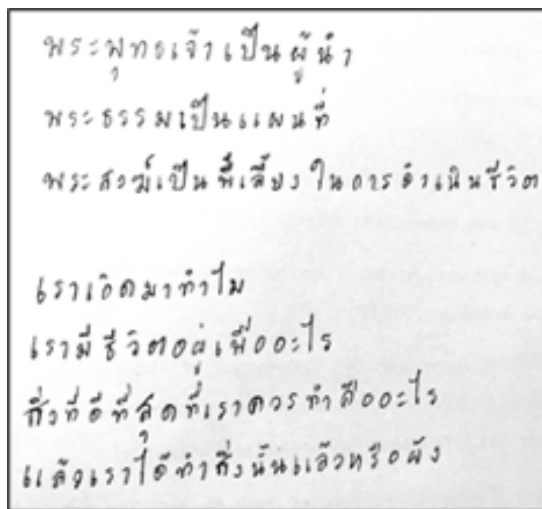 พระพุทธเจ้าเป็นผู้นำ
พระธรรมเป็นแผนที่
พระสงฆ์เป็นพี่เลี้ยงในการดำเนินชีวิต
เราเกิดมาทำไม
เรามีชีวิตอยู่เพื่ออะไร
สิ่งที่ดีที่สุดที่เราควรทำคืออะไร
แล้วเราได้ทำสิ่งนั้นแล้วหรือยัง